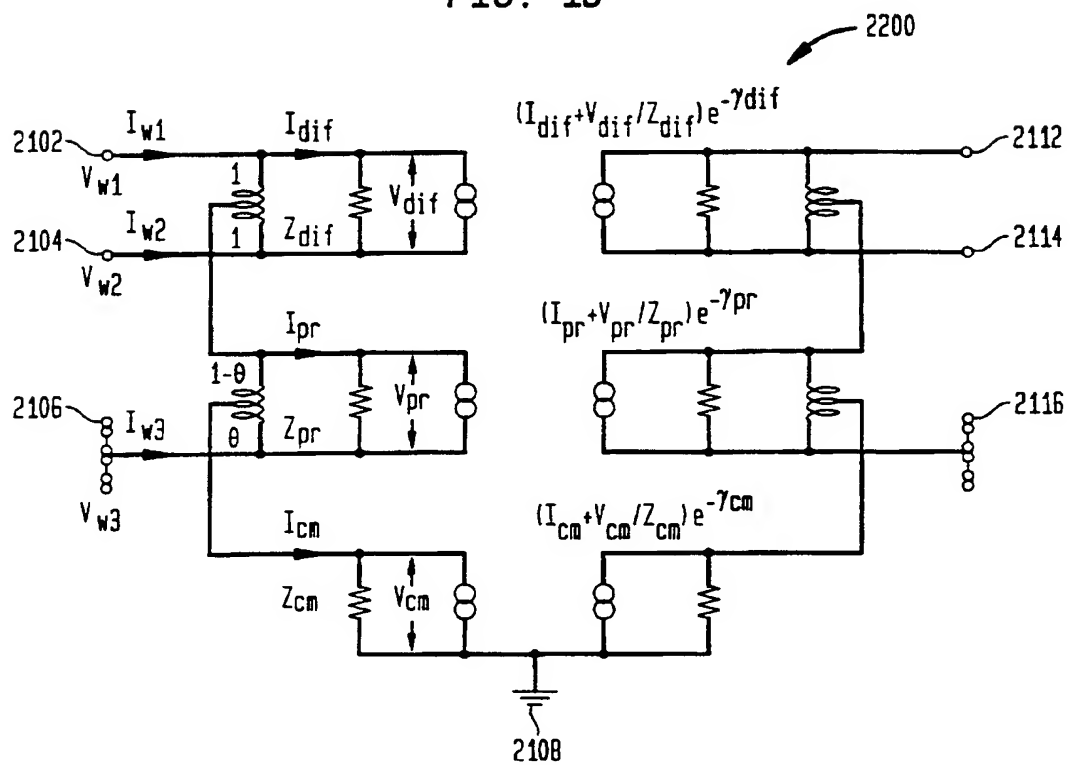 2200
(I_dif+V_dif/Z_dif)e^-γdif
I_w1
I_dif
2102
V_w1
1
V_dif
2112
I_w2
1
Z_dif
2104
V_w2
2114
(I_pr+V_pr/Z_pr)e^-γpr
I_pr
1-θ
V_pr
2106
I_w3
θ
Z_pr
2116
V_w3
(I_cm+V_cm/Z_cm)e^-γcm
I_cm
Z_cm
V_cm
2108